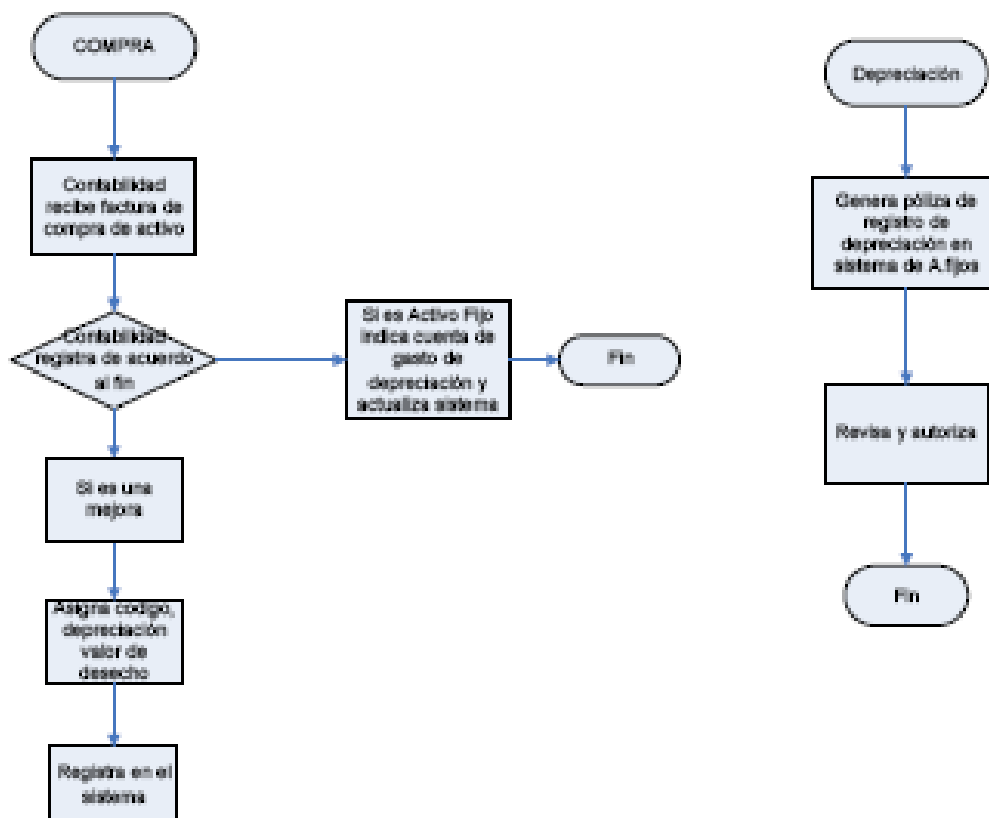 COMPRA
Contabilidad
recibe factura de
compra de activo
Contabilidad
registra de acuerdo
al fin
Si es Activo Fijo
indica cuenta de
gasto de
depreciación y
actualiza sistema
Fin
Si es una
mejora
Asigna codigo,
depreciación
valor de
desecho
Registra en el
sistema
Depreciación
Genera póliza de
registro de
depreciación en
sistema de A fijos
Revisa y autoriza
Fin